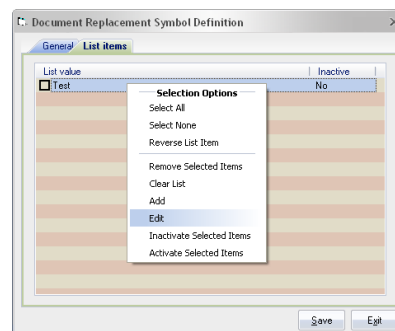 Document Replacement Symbol Definition
General List items
List value Inactive
Test No
Selection Options
Select All
Select None
Reverse List Item
Remove Selected Items
Clear List
Add
Edit
Inactivate Selected Items
Activate Selected Items
Save Exit